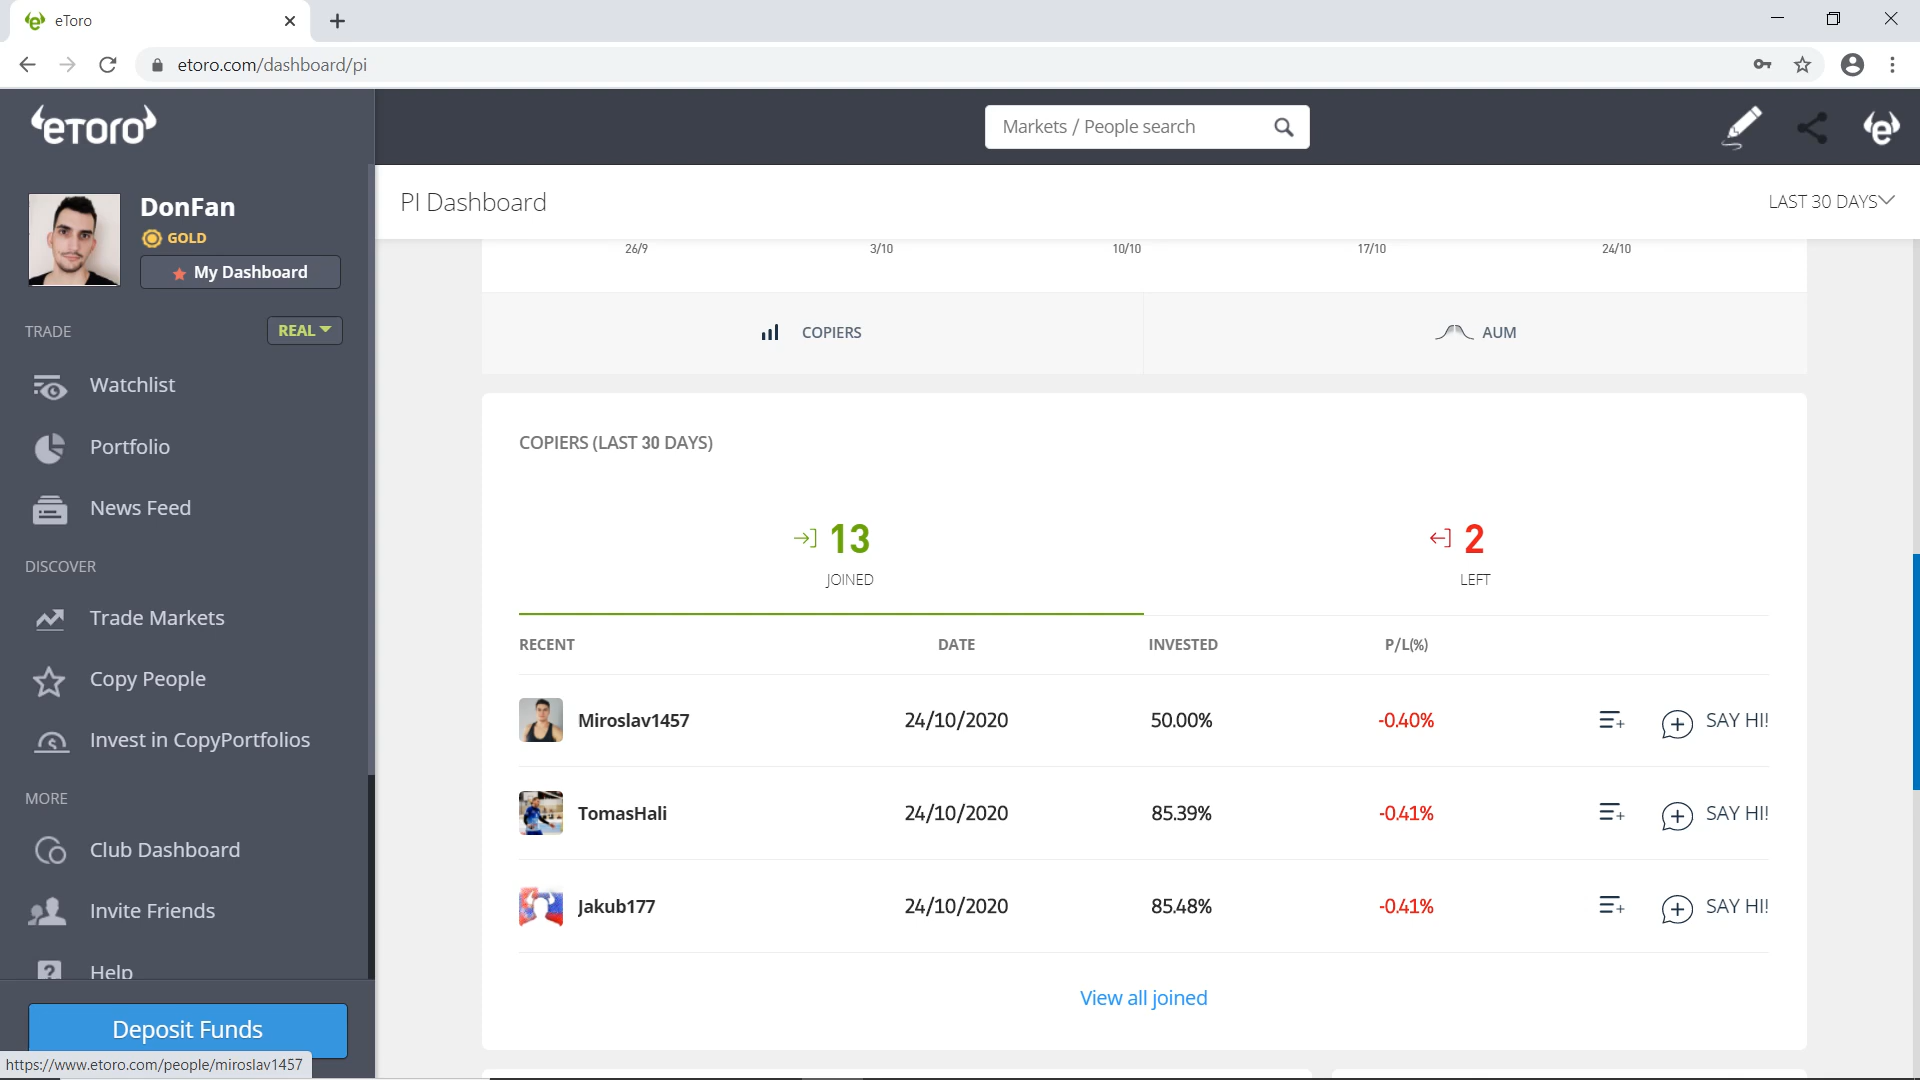 eToro
etoro.com/dashboard/pi
eToro
Markets / People search
DonFan
GOLD
My Dashboard
PI Dashboard
LAST 30 DAYS
26/9
3/10
10/10
17/10
24/10
TRADE
REAL
COPIERS
AUM
Watchlist
Portfolio
News Feed
DISCOVER
Trade Markets
Copy People
Invest in CopyPortfolios
MORE
Club Dashboard
Invite Friends
Help
Deposit Funds
https://www.etoro.com/people/miroslav1457
COPIERS (LAST 30 DAYS)
13
JOINED
2
LEFT
RECENT DATE INVESTED P/L(%)
Miroslav1457 24/10/2020 50.00% -0.40% SAY HI!
TomasHali 24/10/2020 85.39% -0.41% SAY HI!
Jakub177 24/10/2020 85.48% -0.41% SAY HI!
View all joined